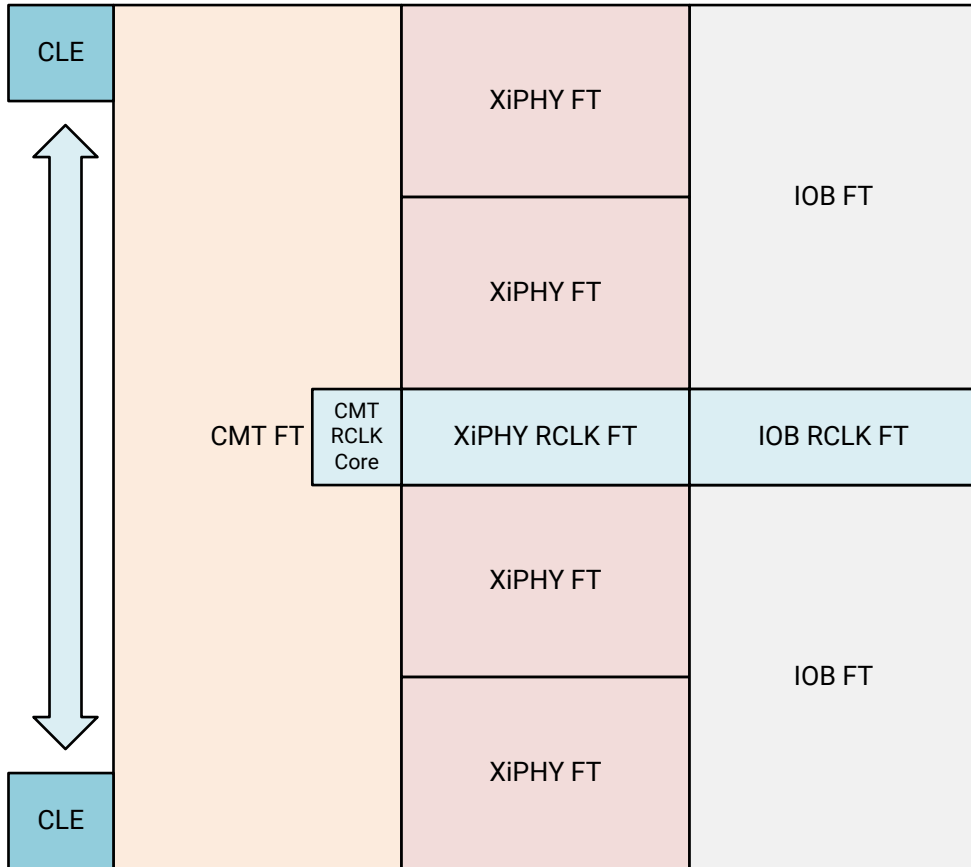 CLE
XiPHY FT
IOB FT
XiPHY FT
CMT FT
CMT
RCLK
Core
XiPHY RCLK FT
IOB RCLK FT
XiPHY FT
IOB FT
XiPHY FT
CLE